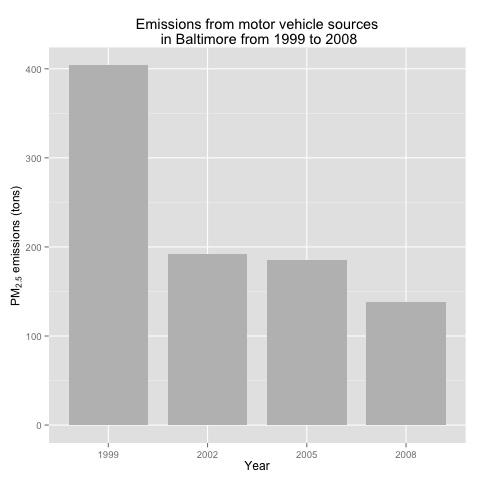 Emissions from motor vehicle sources
in Baltimore from 1999 to 2008
400
300
200
100
0
PM2.5 emissions (tons)
1999 2002 2005 2008
Year